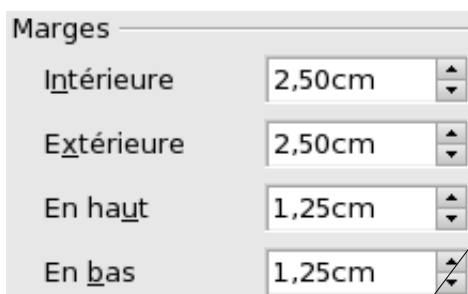 Marges
Intérieure 2,50cm
Extérieure 2,50cm
En haut 1,25cm
En bas 1,25cm